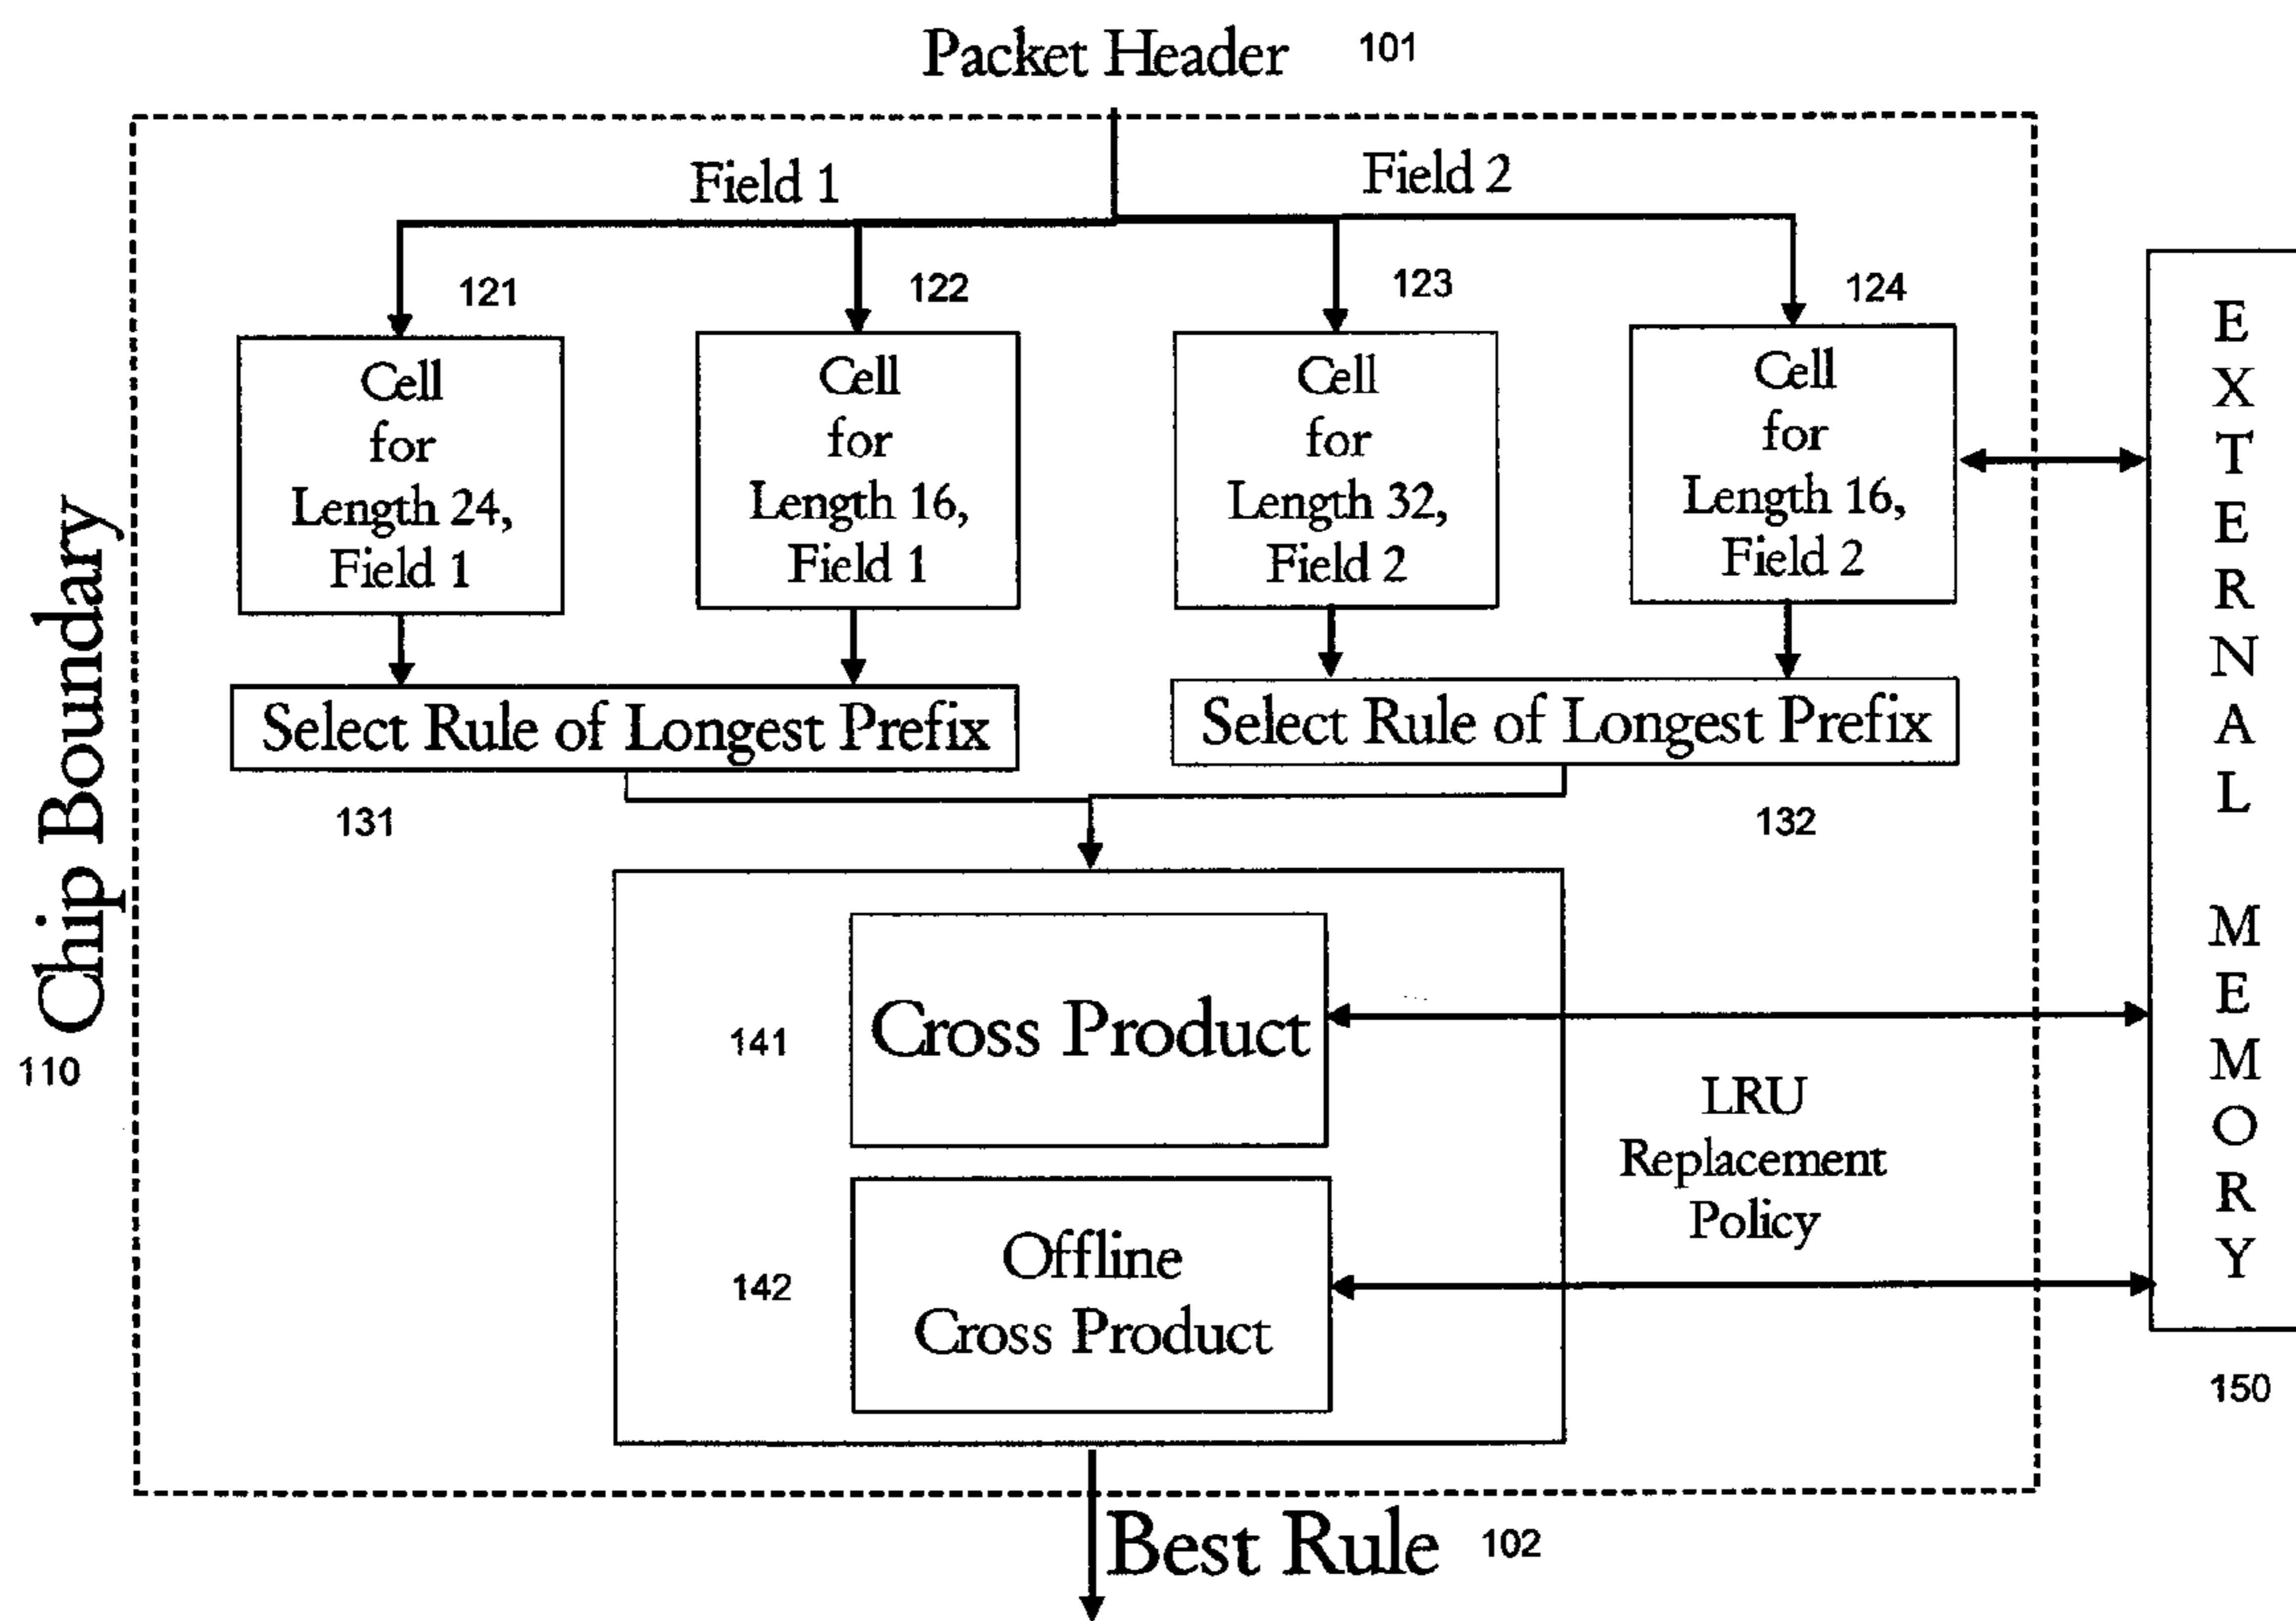 Packet Header 101
Field 1
Field 2
121
122
123
124
Cell
for
Length 24,
Field 1
Cell
for
Length 16,
Field 1
Cell
for
Length 32,
Field 2
Cell
for
Length 16,
Field 2
Select Rule of Longest Prefix
Select Rule of Longest Prefix
131
132
Chip Boundary
110
141
Cross Product
LRU
Replacement
Policy
142
Offline
Cross Product
EXTERNAL MEMORY
150
Best Rule 102